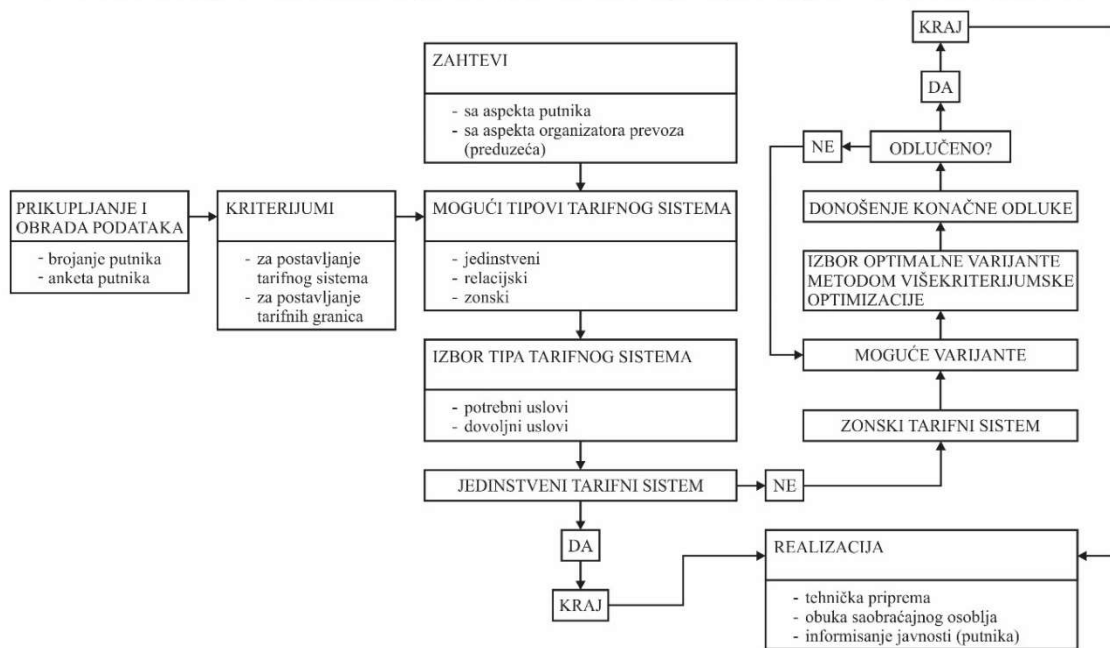 ZAHTEVI
- sa aspekta putnika
- sa aspekta organizatora prevoza
(preduzeća)
PRIKUPLJANJE I
OBRADA PODATAKA
- brojanje putnika
- anketa putnika
KRITERIJUMI
- za postavljanje
tarifnog sistema
- za postavljanje
tarifnih granica
MOGUĆI TIPOVI TARIFNOG SISTEMA
- jedinstveni
- relacijski
- zonski
IZBOR TIPA TARIFNOG SISTEMA
- potrebni uslovi
- dovoljni uslovi
JEDINSTVENI TARIFNI SISTEM
NE
DA
KRAJ
ZONSKI TARIFNI SISTEM
MOGUĆE VARIJANTE
IZBOR OPTIMALNE VARIJANTE
METODOM VIŠEKRITERIJUMSKE
OPTIMIZACIJE
DONOŠENJE KONAČNE ODLUKE
ODLUČENO?
NE
DA
KRAJ
REALIZACIJA
- tehnička priprema
- obuka saobraćajnog osoblja
- informisanje javnosti (putnika)